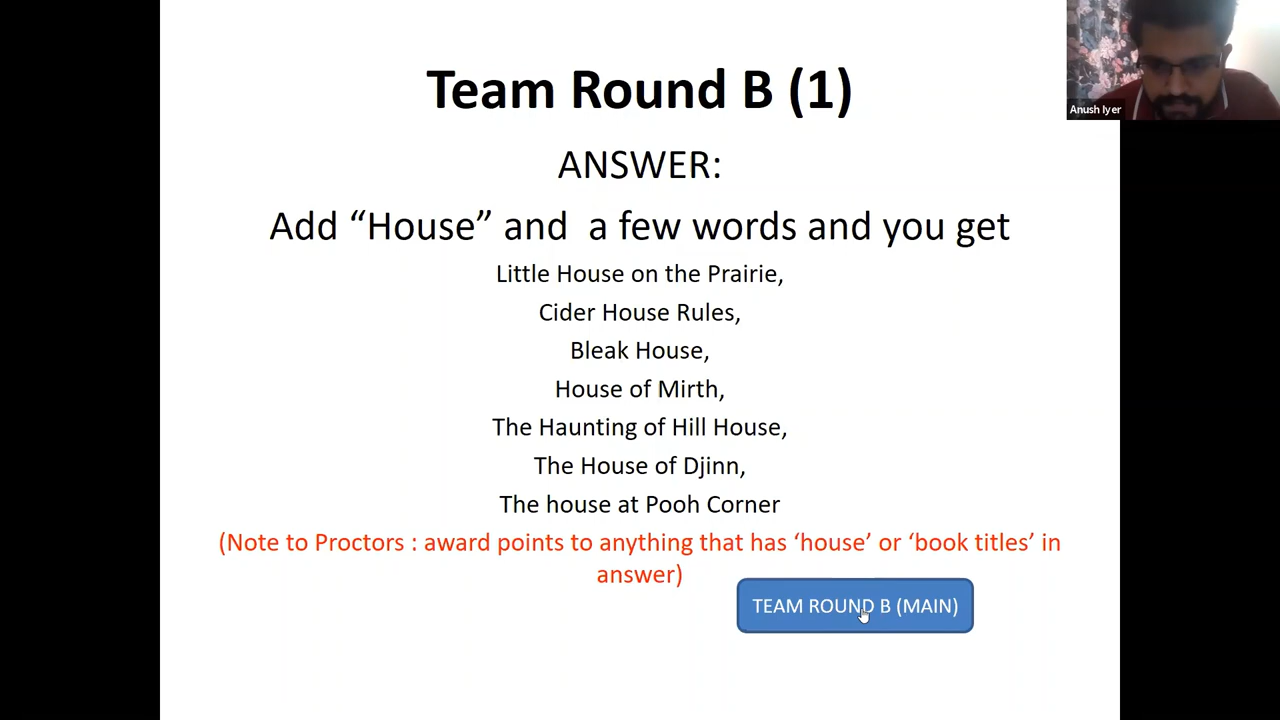 Team Round B (1)
Anush Iyer
ANSWER:
Add “House” and a few words and you get
Little House on the Prairie,
Cider House Rules,
Bleak House,
House of Mirth,
The Haunting of Hill House,
The House of Djinn,
The house at Pooh Corner
(Note to Proctors : award points to anything that has ‘house’ or ‘book titles’ in
answer)
TEAM ROUND B (MAIN)